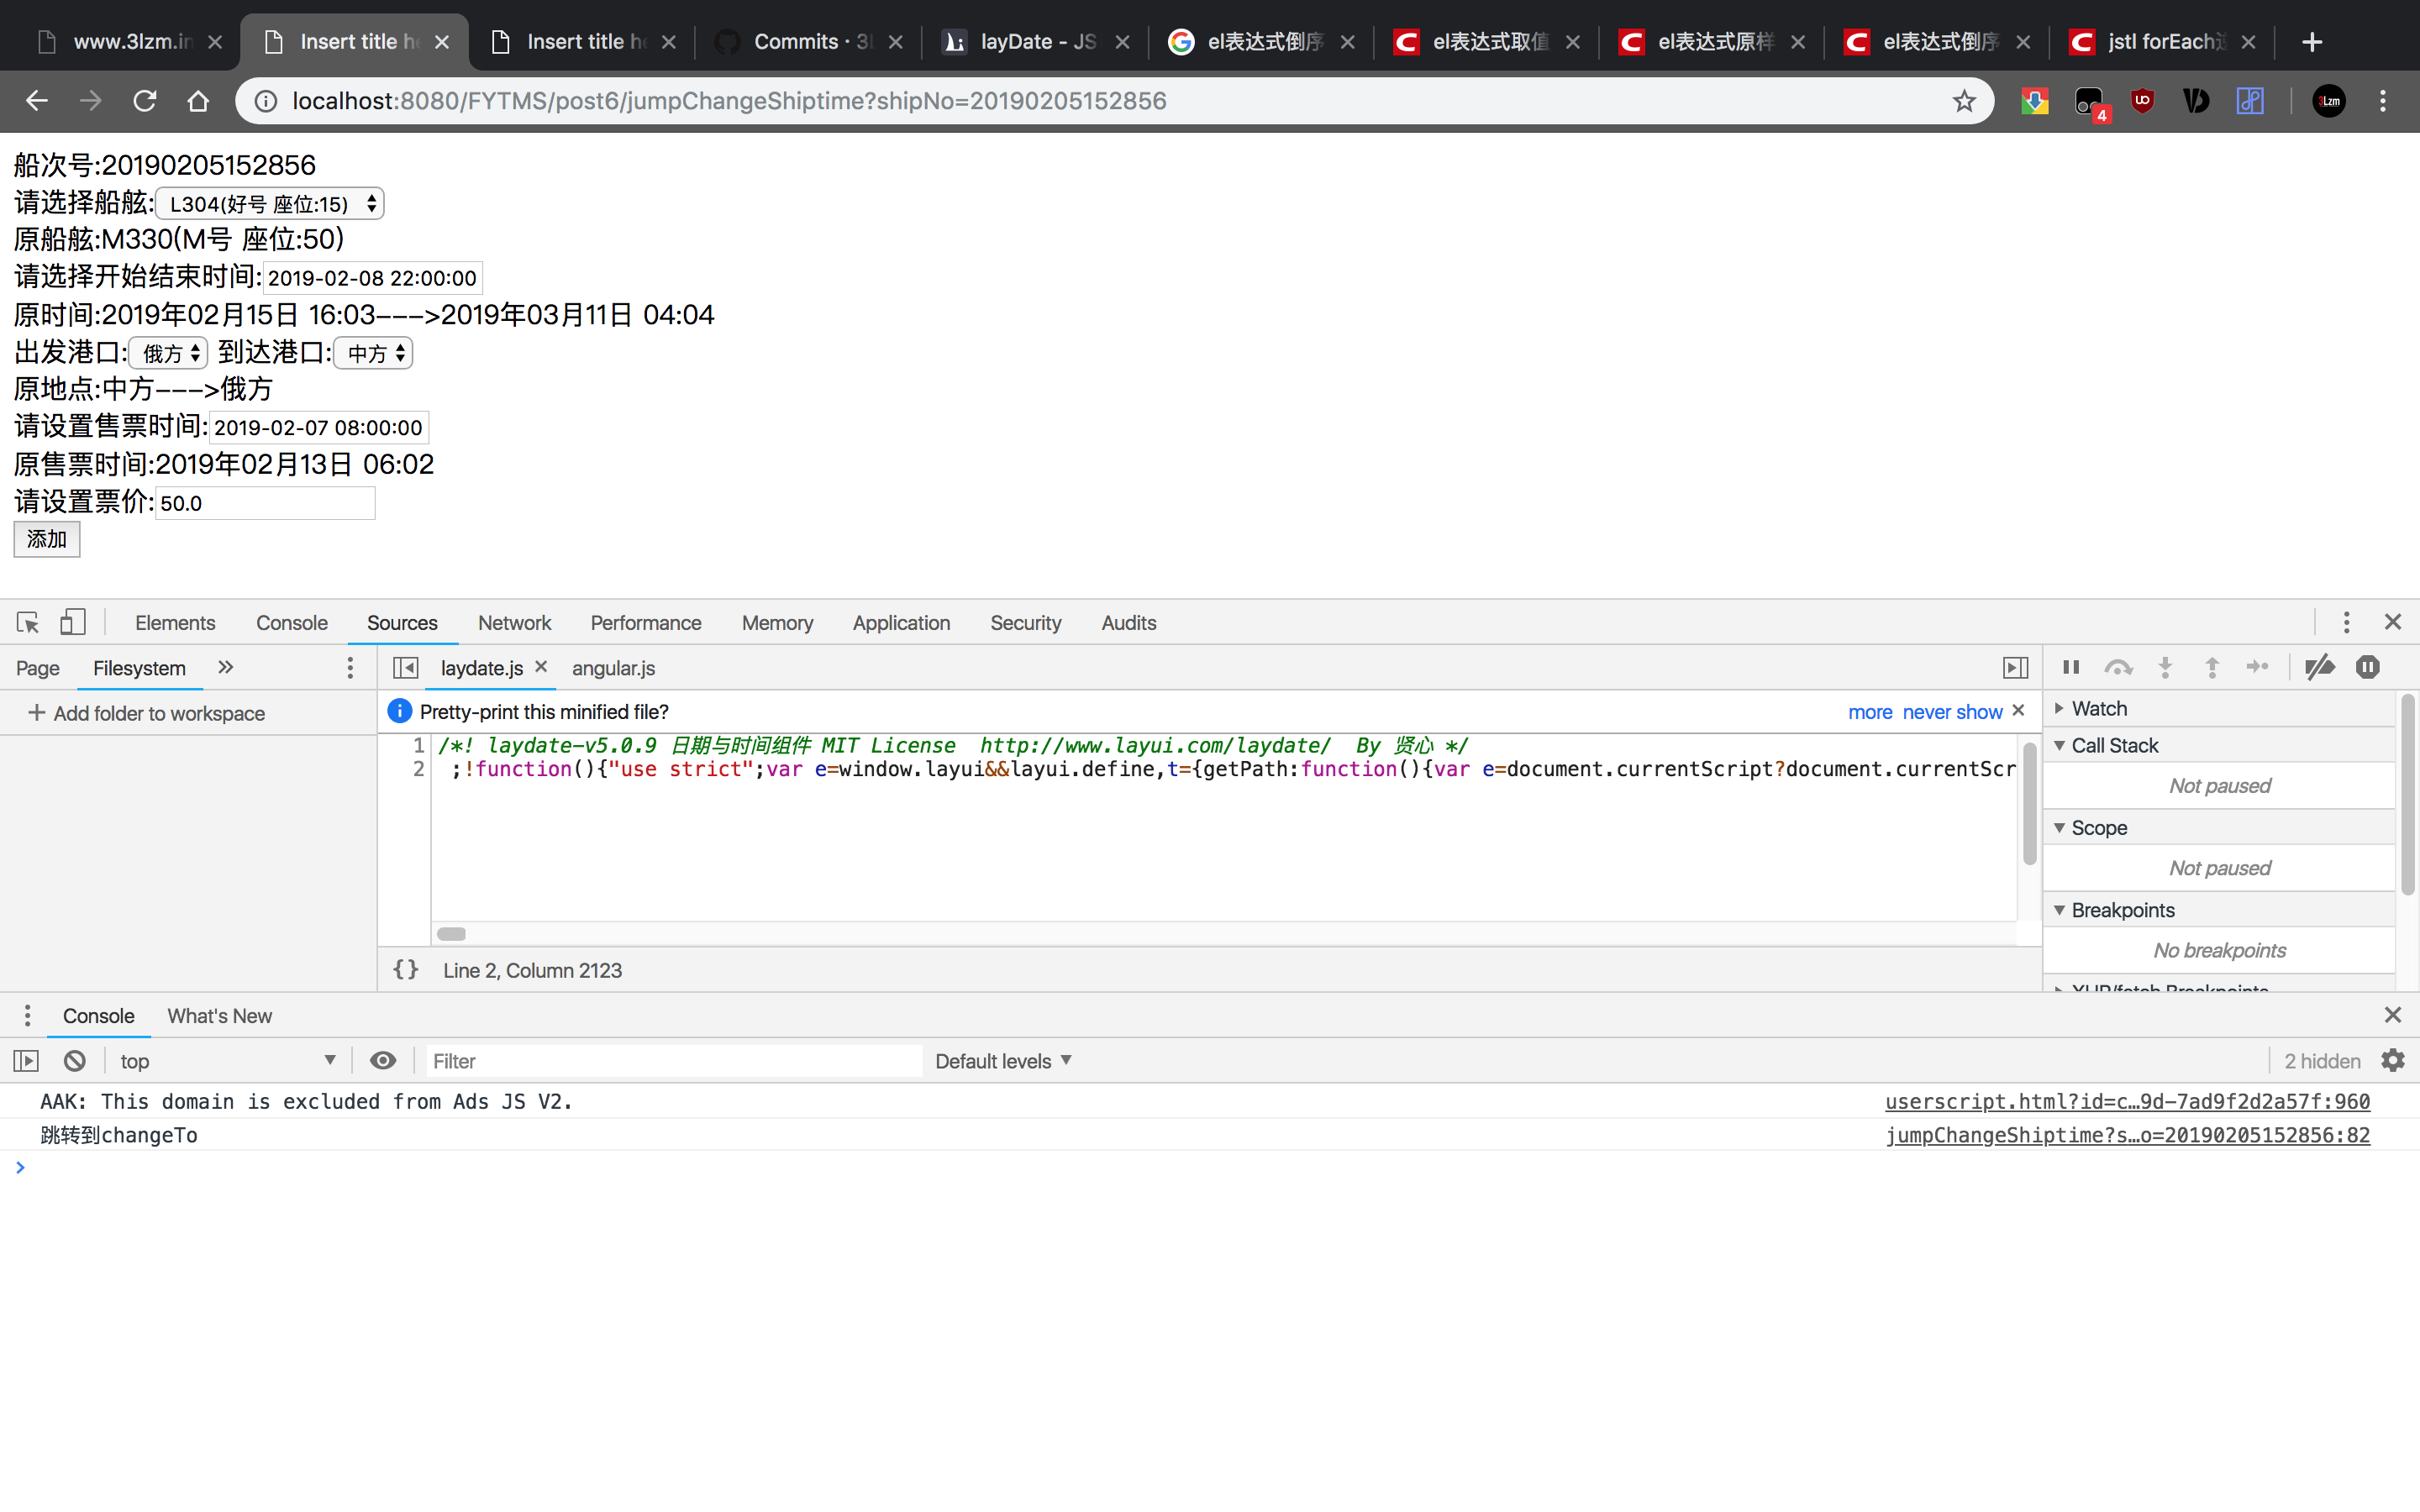 www.3lzm.in
Insert title he
Insert title he
Commits · 3l
layDate - JS
el表达式倒序
el表达式取值
el表达式原样
el表达式倒序
jstl forEach
localhost:8080/FYTMS/post6/jumpChangeShiptime?shipNo=20190205152856
4
3Lzm
船次号:20190205152856
请选择船舷:L304(好号 座位:15)
原船舷:M330(M号 座位:50)
请选择开始结束时间:2019-02-08 22:00:00
原时间:2019年02月15日 16:03--->2019年03月11日 04:04
出发港口:俄方 到达港口:中方
原地点:中方--->俄方
请设置售票时间:2019-02-07 08:00:00
原售票时间:2019年02月13日 06:02
请设置票价:50.0
添加
Elements Console Sources Network Performance Memory Application Security Audits
Page Filesystem » laydate.js × angular.js
+ Add folder to workspace
Pretty-print this minified file? more never show ×
1 /*! laydate-v5.0.9 日期与时间组件 MIT License http://www.layui.com/laydate/ By 贤心 */
2 ;!function(){"use strict";var e=window.layui&&layui.define,t={getPath:function(){var e=document.currentScript?document.currentScr
{} Line 2, Column 2123
Watch
Call Stack
Not paused
Scope
Not paused
Breakpoints
No breakpoints
XHR/fetch Breakpoints
Console What's New
top Filter Default levels 2 hidden
AAK: This domain is excluded from Ads JS V2. userscript.html?id=c…9d-7ad9f2d2a57f:960
跳转到changeTo jumpChangeShiptime?s…o=20190205152856:82